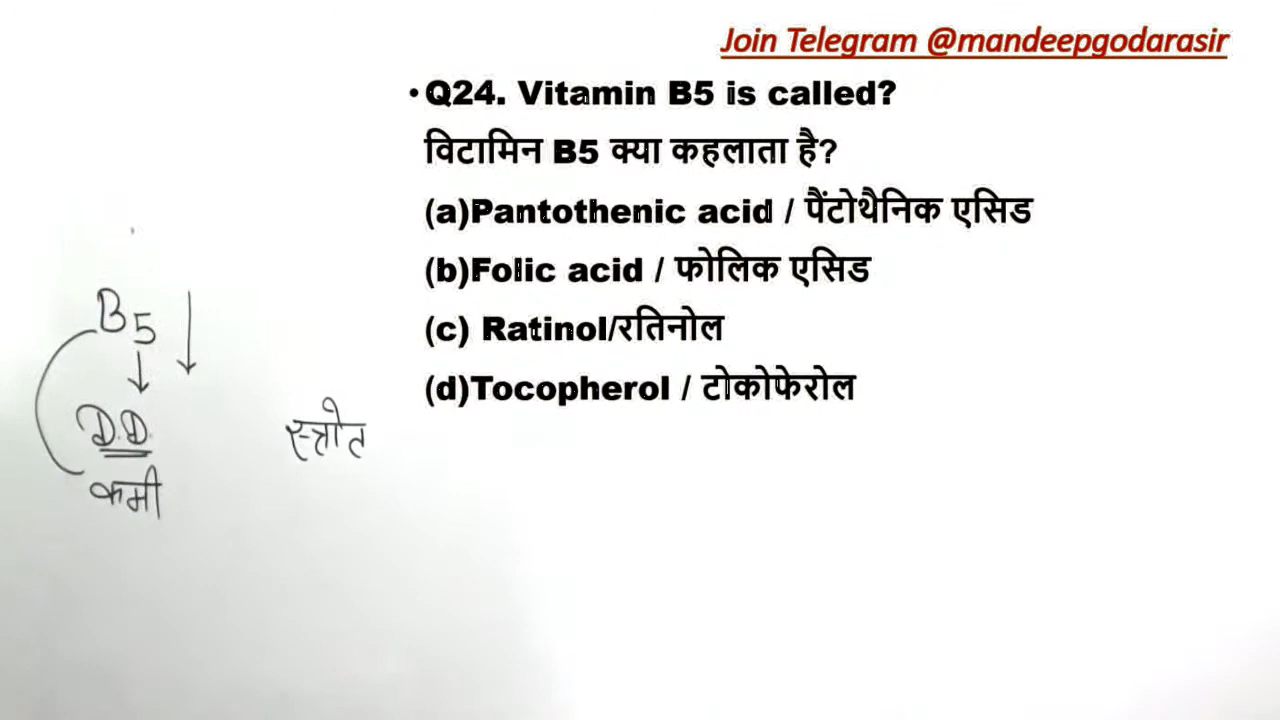 Join Telegram @mandeepgodarasir
• Q24. Vitamin B5 is called?
विटामिन B5 क्या कहलाता है?
(a)Pantothenic acid / पैंटोथैनिक एसिड
(b)Folic acid / फोलिक एसिड
(c) Ratinol/रतिनोल
(d)Tocopherol / टोकोफेरोल
B5
D.D.
कमी
स्त्रोत